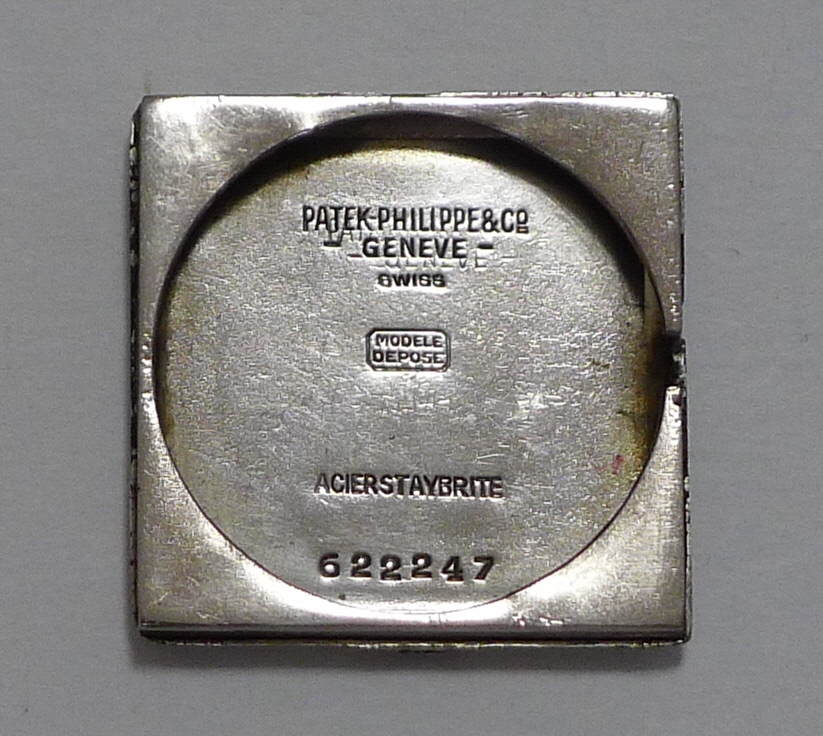 PATEK-PHILIPPE&Cº
- GENEVE -
SWISS
MODELE
DEPOSE
ACIERSTAYBRITE
622247